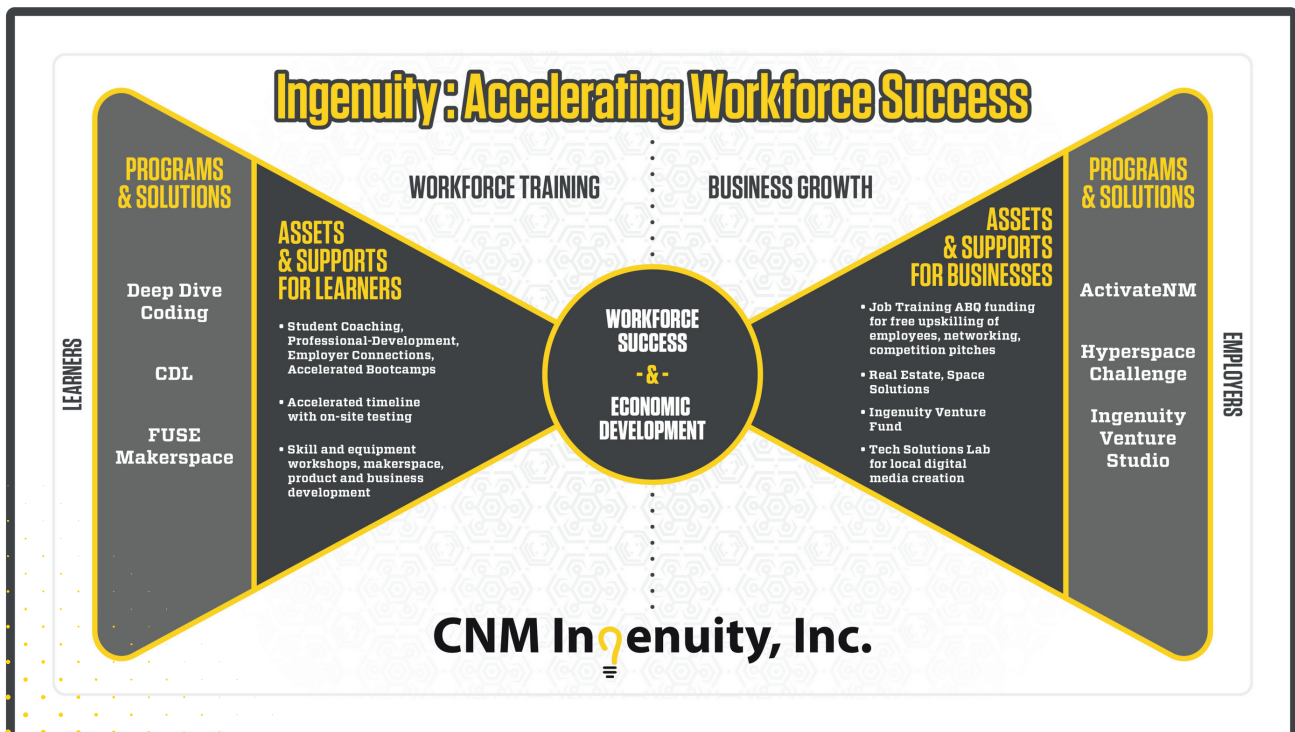 Ingenuity : Accelerating Workforce Success
WORKFORCE TRAINING
BUSINESS GROWTH
LEARNERS
PROGRAMS
& SOLUTIONS
Deep Dive
Coding
CDL
FUSE
Makerspace
ASSETS
& SUPPORTS
FOR LEARNERS
• Student Coaching,
Professional-Development,
Employer Connections,
Accelerated Bootcamps
• Accelerated timeline
with on-site testing
• Skill and equipment
workshops, makerspace,
product and business
development
WORKFORCE
SUCCESS
- & -
ECONOMIC
DEVELOPMENT
ASSETS
& SUPPORTS
FOR BUSINESSES
• Job Training ABQ funding
for free upskilling of
employees, networking,
competition pitches
• Real Estate, Space
Solutions
• Ingenuity Venture
Fund
• Tech Solutions Lab
for local digital
media creation
PROGRAMS
& SOLUTIONS
ActivateNM
Hyperspace
Challenge
Ingenuity
Venture
Studio
EMPLOYERS
CNM Ingenuity, Inc.